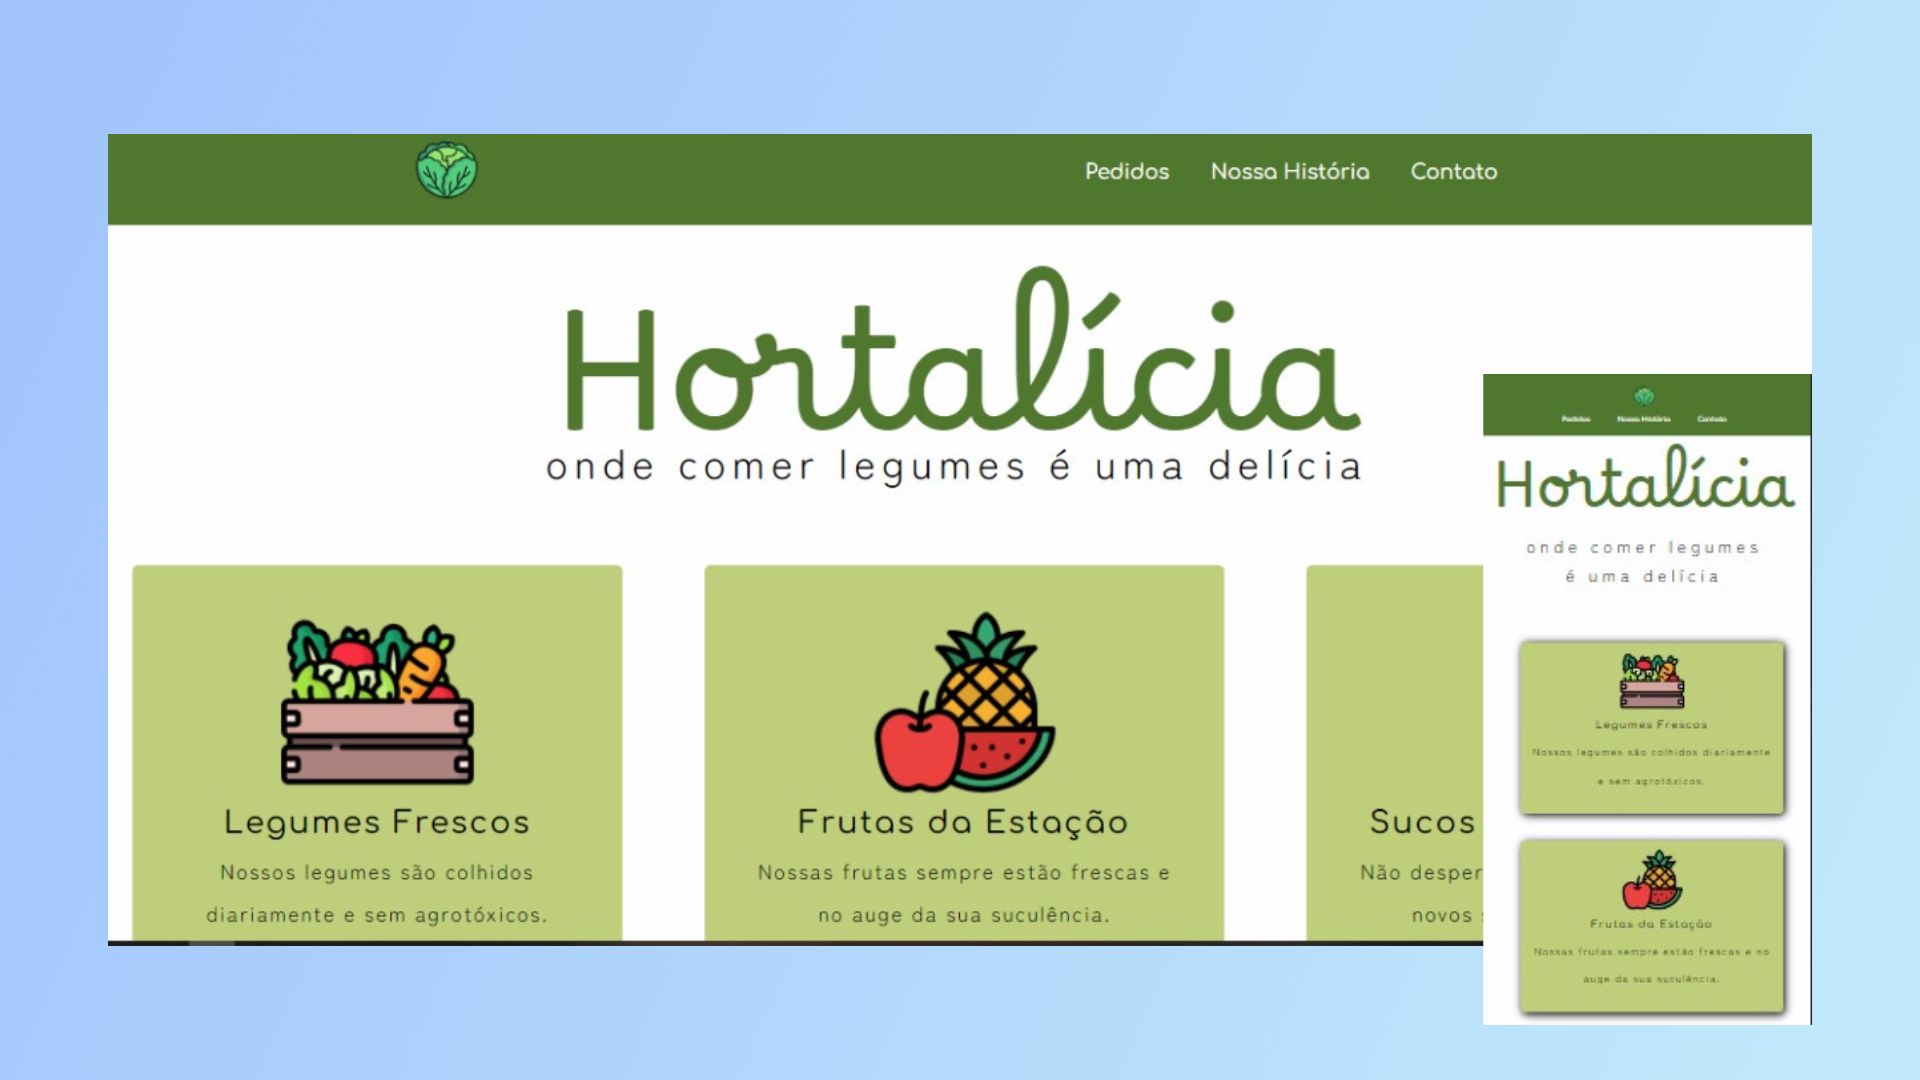 Pedidos Nossa História Contato
Hortalícia
onde comer legumes é uma delícia
Legumes Frescos
Nossos legumes são colhidos
diariamente e sem agrotóxicos.
Frutas da Estação
Nossas frutas sempre estão frescas e
no auge da sua suculência.
Sucos
Não desper
novos
Pedidos Nossa História Contato
Hortalícia
onde comer legumes
é uma delícia
Legumes Frescos
Nossos legumes são colhidos diariamente
e sem agrotóxicos.
Frutas da Estação
Nossas frutas sempre estão frescas e no
auge da sua suculência.